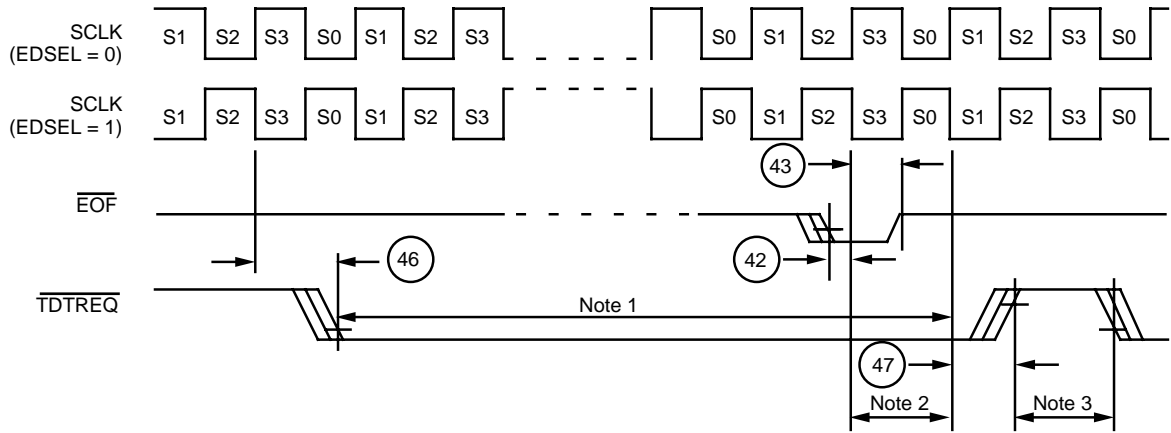 SCLK
(EDSEL = 0)
S1 S2 S3 S0 S1 S2 S3 S0 S1 S2 S3 S0 S1 S2 S3 S0
SCLK
(EDSEL = 1)
S1 S2 S3 S0 S1 S2 S3 S0 S1 S2 S3 S0 S1 S2 S3 S0
43
EOF
46
42
TDTREQ
Note 1
47
Note 2
Note 3